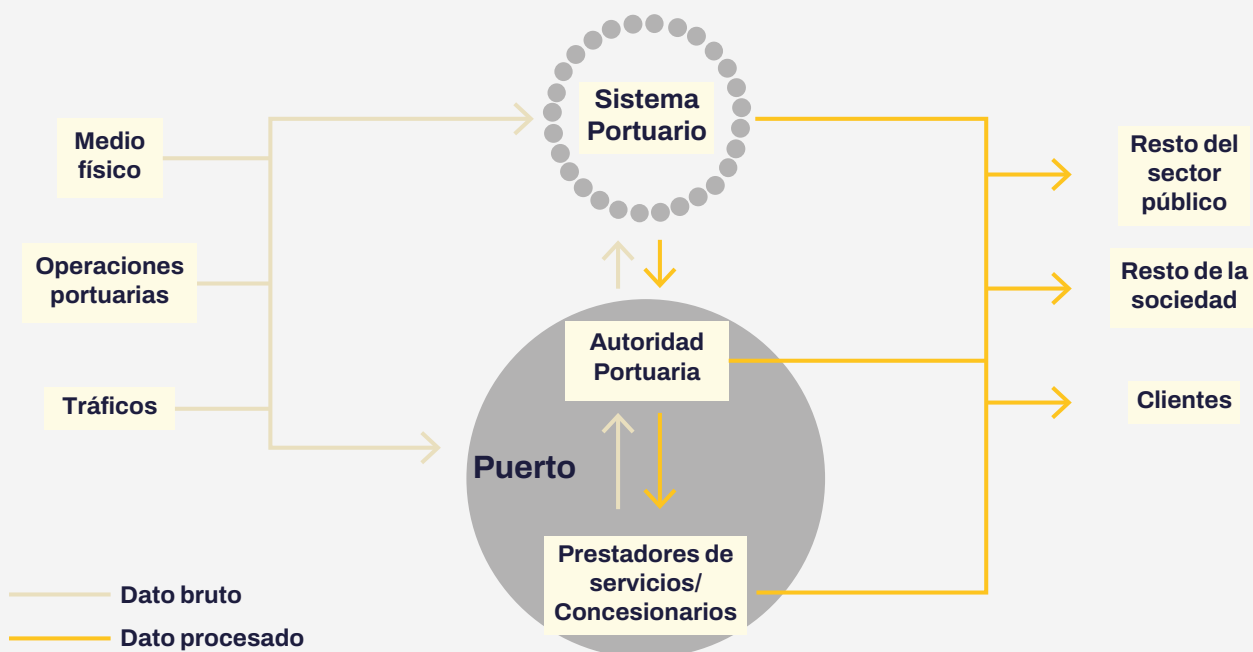 Sistema
Portuario
Medio
físico
Resto del
sector
público
Operaciones
portuarias
Resto de la
sociedad
Autoridad
Portuaria
Tráficos
Clientes
Puerto
Prestadores de
servicios/
Concesionarios
Dato bruto
Dato procesado